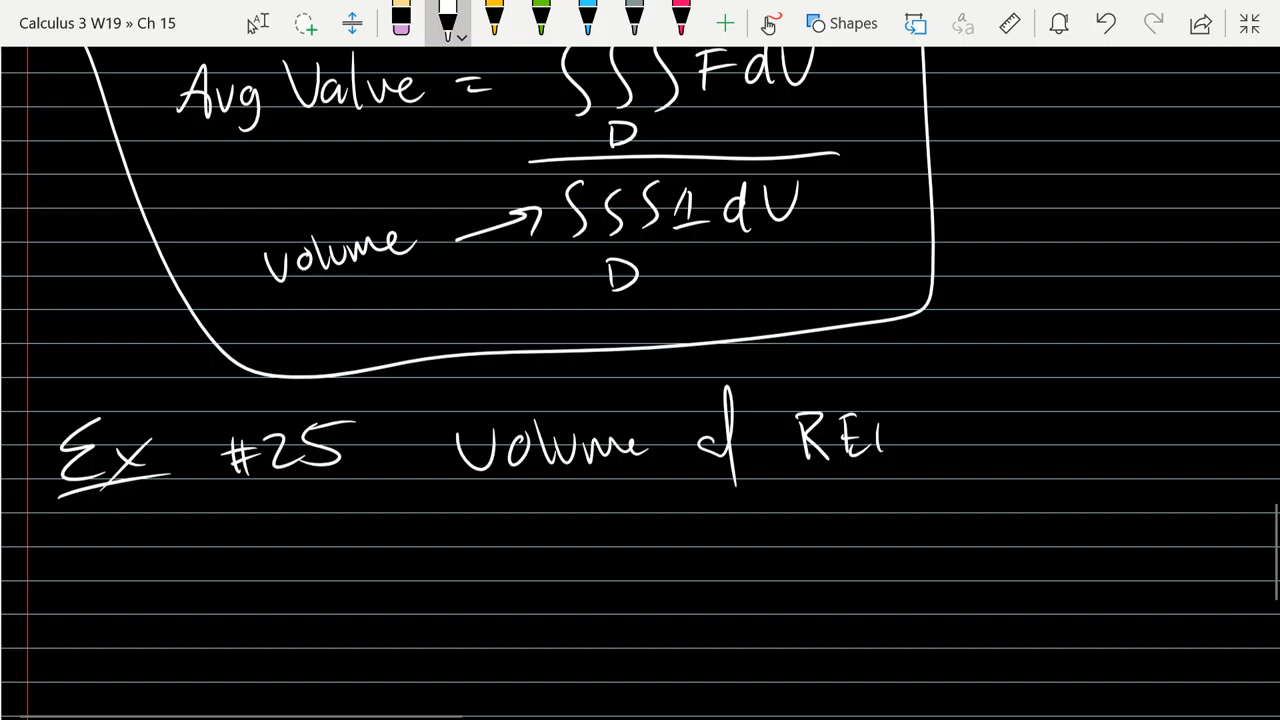 Calculus 3 W19 » Ch 15
Shapes
Avg Value = ∫∫∫ F dV
D
volume → ∫∫∫ 1 dV
D
Ex #25 Volume of REI